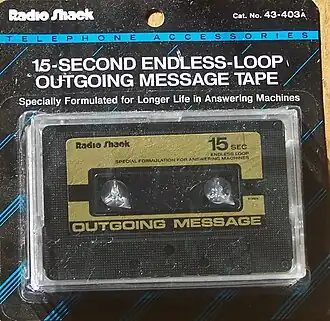 Radio Shack
Cat. No. 43-403A
TELEPHONE ACCESSORIES
15-SECOND ENDLESS-LOOP
OUTGOING MESSAGE TAPE
Specially Formulated for Longer Life in Answering Machines
Radio Shack
15 SEC
ENDLESS LOOP
SPECIAL FORMULATION FOR ANSWERING MACHINES
OUTGOING MESSAGE